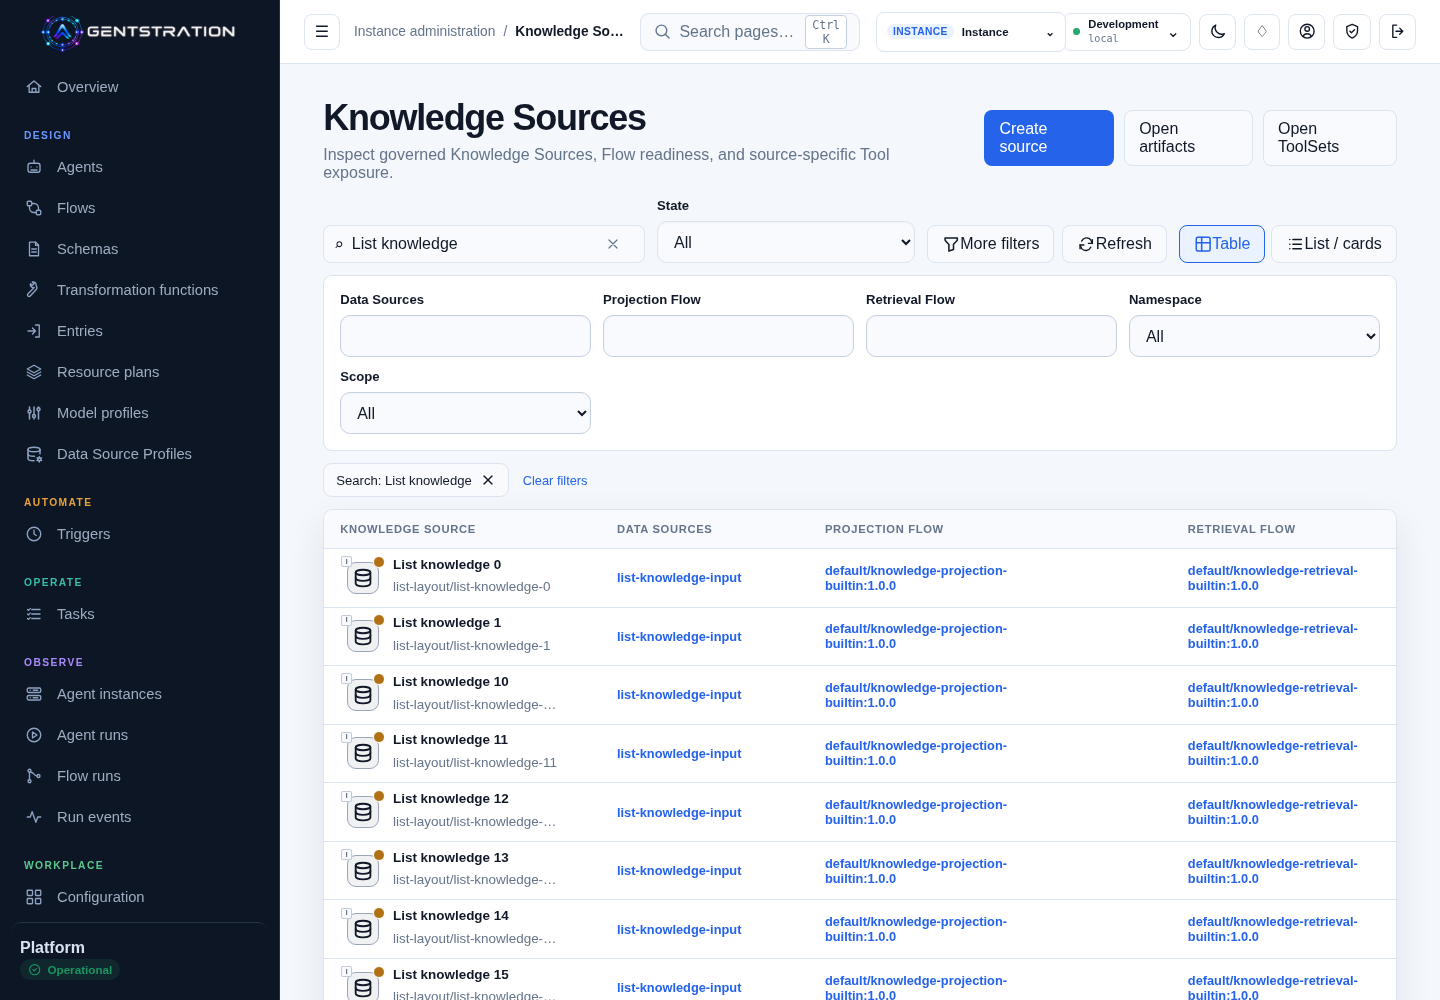 GENTSTRATION
Overview
DESIGN
Agents
Flows
Schemas
Transformation functions
Entries
Resource plans
Model profiles
Data Source Profiles
AUTOMATE
Triggers
OPERATE
Tasks
OBSERVE
Agent instances
Agent runs
Flow runs
Run events
WORKPLACE
Configuration
Platform
Operational
Instance administration / Knowledge So…
Search pages… Ctrl K
INSTANCE Instance
Development
local
Knowledge Sources
Inspect governed Knowledge Sources, Flow readiness, and source-specific Tool
exposure.
Create
source
Open
artifacts
Open
ToolSets
List knowledge
State
All
More filters
Refresh
Table
List / cards
Data Sources
Projection Flow
Retrieval Flow
Namespace
All
Scope
All
Search: List knowledge
Clear filters
KNOWLEDGE SOURCE DATA SOURCES PROJECTION FLOW RETRIEVAL FLOW
I
List knowledge 0
list-layout/list-knowledge-0
list-knowledge-input
default/knowledge-projection-
builtin:1.0.0
default/knowledge-retrieval-
builtin:1.0.0
I
List knowledge 1
list-layout/list-knowledge-1
list-knowledge-input
default/knowledge-projection-
builtin:1.0.0
default/knowledge-retrieval-
builtin:1.0.0
I
List knowledge 10
list-layout/list-knowledge-…
list-knowledge-input
default/knowledge-projection-
builtin:1.0.0
default/knowledge-retrieval-
builtin:1.0.0
I
List knowledge 11
list-layout/list-knowledge-11
list-knowledge-input
default/knowledge-projection-
builtin:1.0.0
default/knowledge-retrieval-
builtin:1.0.0
I
List knowledge 12
list-layout/list-knowledge-…
list-knowledge-input
default/knowledge-projection-
builtin:1.0.0
default/knowledge-retrieval-
builtin:1.0.0
I
List knowledge 13
list-layout/list-knowledge-…
list-knowledge-input
default/knowledge-projection-
builtin:1.0.0
default/knowledge-retrieval-
builtin:1.0.0
I
List knowledge 14
list-layout/list-knowledge-…
list-knowledge-input
default/knowledge-projection-
builtin:1.0.0
default/knowledge-retrieval-
builtin:1.0.0
I
List knowledge 15
list-layout/list-knowledge-…
list-knowledge-input
default/knowledge-projection-
builtin:1.0.0
default/knowledge-retrieval-
builtin:1.0.0